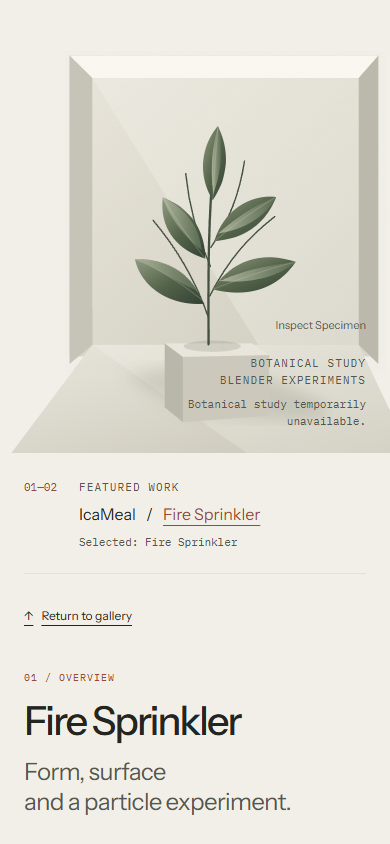 Inspect Specimen
BOTANICAL STUDY
BLENDER EXPERIMENTS
Botanical study temporarily
unavailable.
01—02 FEATURED WORK
IcaMeal / Fire Sprinkler
Selected: Fire Sprinkler
↑ Return to gallery
01 / OVERVIEW
Fire Sprinkler
Form, surface
and a particle experiment.